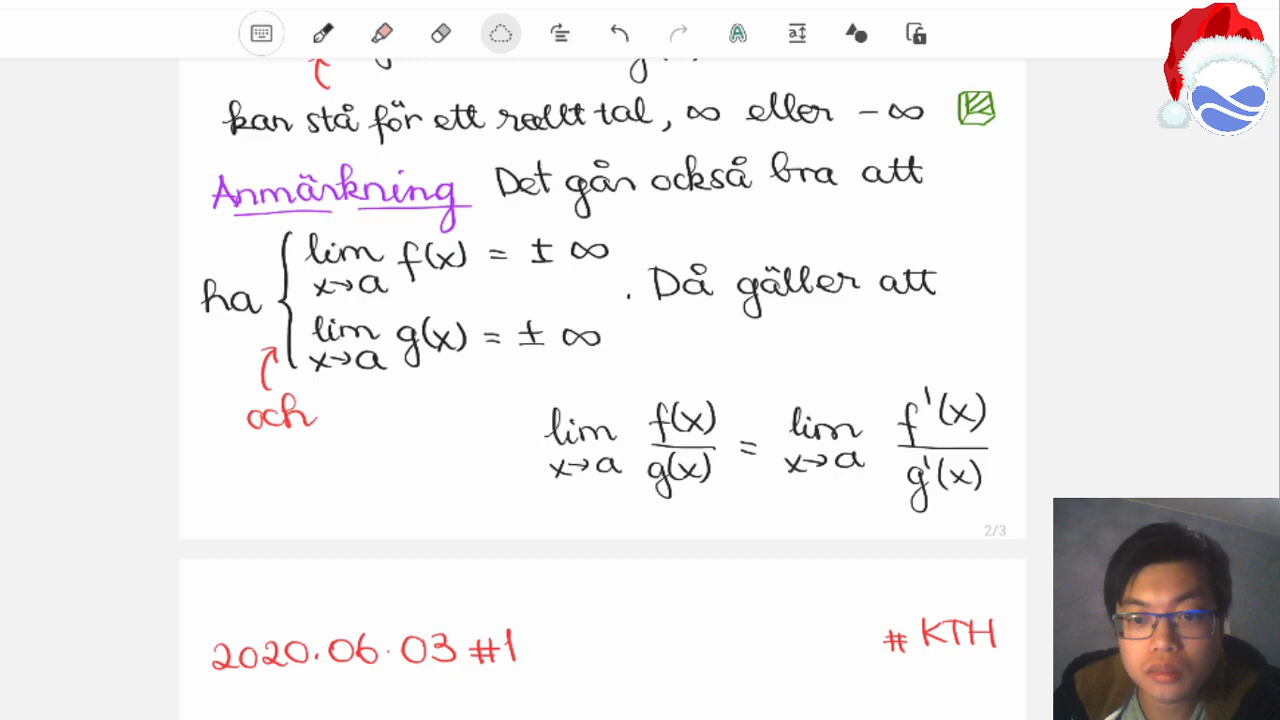 kan stå för ett reellt tal, ∞ eller - ∞
Anmärkning Det går också bra att
ha { lim x→a f(x) = ± ∞
lim x→a g(x) = ± ∞ . Då gäller att
och
lim x→a f(x)/g(x) = lim x→a f'(x)/g'(x)
2/3
2020.06.03 #1
# KTH